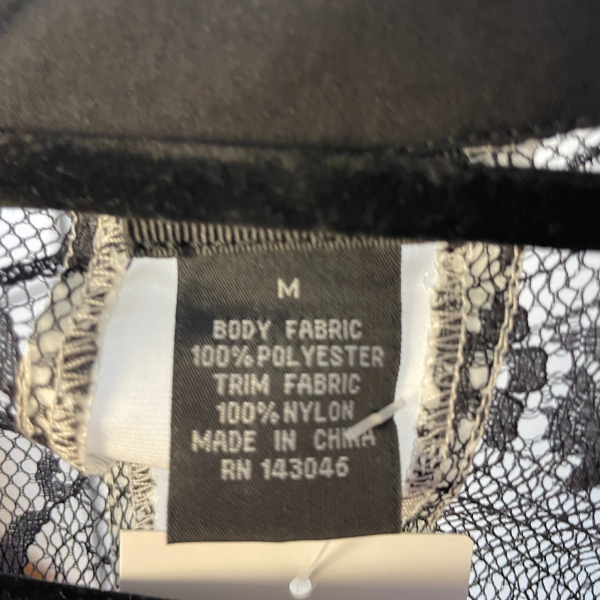 M
BODY FABRIC
100% POLYESTER
TRIM FABRIC
100% NYLON
MADE IN CHINA
RN 143046